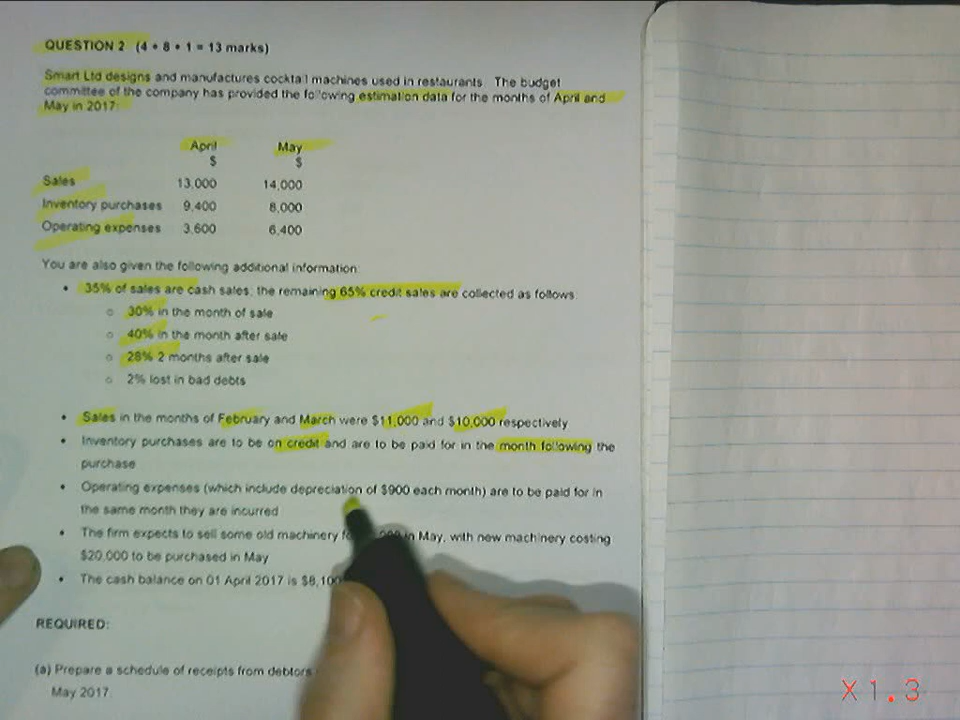 QUESTION 2 (4 + 8 + 1 = 13 marks)
Smart Ltd designs and manufactures cocktail machines used in restaurants. The budget
committee of the company has provided the following estimation data for the months of April and
May in 2017:
April May
$ $
Sales 13,000 14,000
Inventory purchases 9,400 8,000
Operating expenses 3,600 6,400
You are also given the following additional information:
• 35% of sales are cash sales; the remaining 65% credit sales are collected as follows:
o 30% in the month of sale
o 40% in the month after sale
o 28% 2 months after sale
o 2% lost in bad debts
• Sales in the months of February and March were $11,000 and $10,000 respectively
• Inventory purchases are to be on credit and are to be paid for in the month following the
purchase
• Operating expenses (which include depreciation of $900 each month) are to be paid for in
the same month they are incurred
• The firm expects to sell some old machinery in May, with new machinery costing
$20,000 to be purchased in May
• The cash balance on 01 April 2017 is $8,100
REQUIRED:
(a) Prepare a schedule of receipts from debtors
May 2017
X1.3